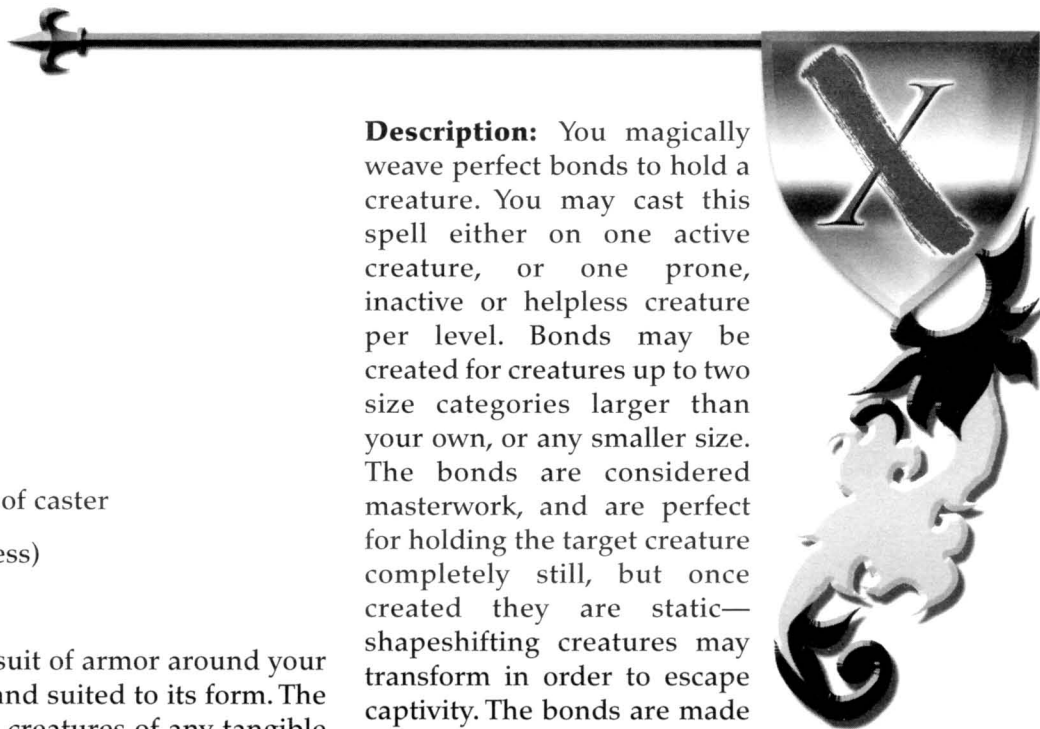 of caster
ess)
suit of armor around your
and suited to its form. The
creatures of any tangible
Description: You magically
weave perfect bonds to hold a
creature. You may cast this
spell either on one active
creature, or one prone,
inactive or helpless creature
per level. Bonds may be
created for creatures up to two
size categories larger than
your own, or any smaller size.
The bonds are considered
masterwork, and are perfect
for holding the target creature
completely still, but once
created they are static—
shapeshifting creatures may
transform in order to escape
captivity. The bonds are made
X